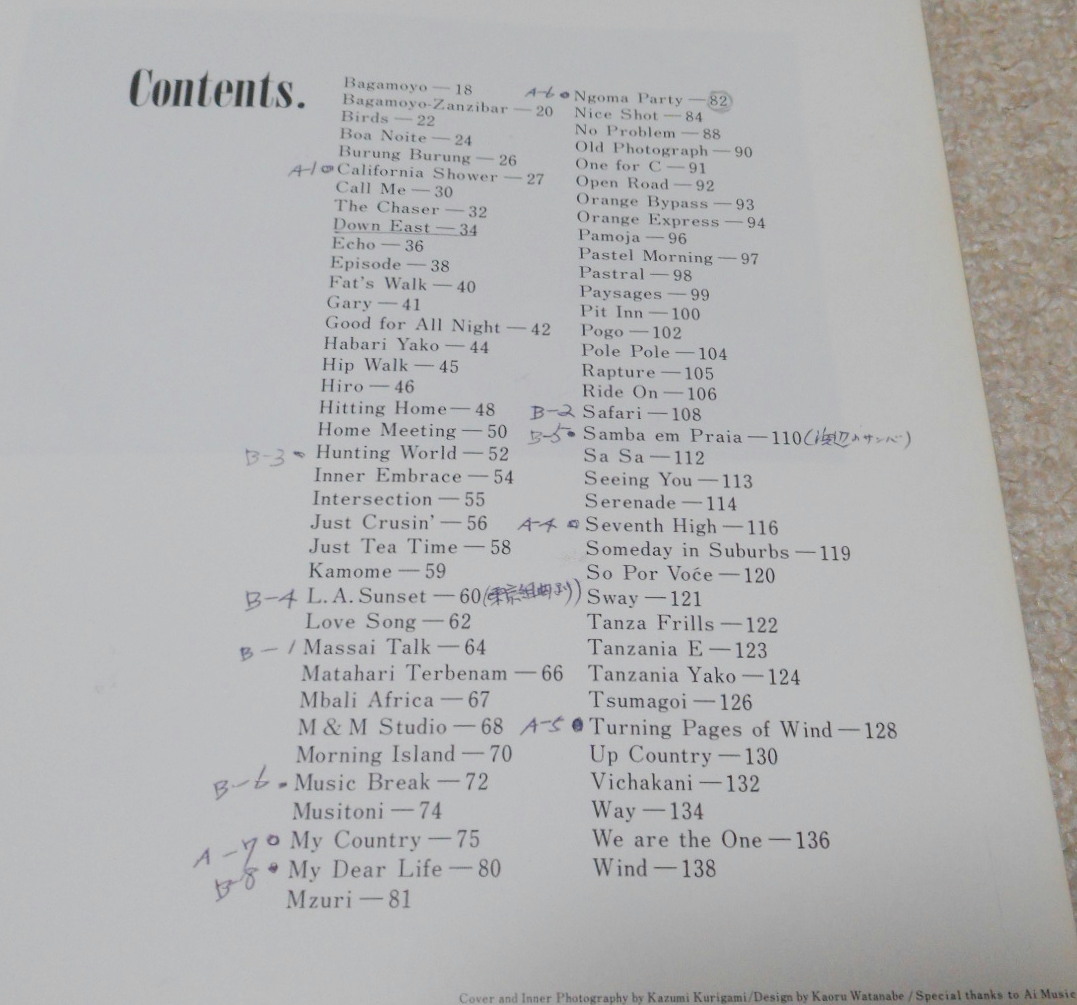 Contents.
Bagamoyo — 18
Bagamoyo-Zanzibar — 20
Birds — 22
Boa Noite — 24
Burung Burung — 26
A-1 California Shower — 27
Call Me — 30
The Chaser — 32
Down East — 34
Echo — 36
Episode — 38
Fat's Walk — 40
Gary — 41
Good for All Night — 42
Habari Yako — 44
Hip Walk — 45
Hiro — 46
Hitting Home — 48
Home Meeting — 50
B-3 Hunting World — 52
Inner Embrace — 54
Intersection — 55
Just Crusin' — 56
Just Tea Time — 58
Kamome — 59
B-4 L.A. Sunset — 60 (東京組曲
Love Song — 62
B-1 Massai Talk — 64
Matahari Terbenam — 66
Mbali Africa — 67
M & M Studio — 68
Morning Island — 70
B-6 Music Break — 72
Musitoni — 74
A-7 My Country — 75
B-8 My Dear Life — 80
Mzuri — 81
A-6 Ngoma Party — 82
Nice Shot — 84
No Problem — 88
Old Photograph — 90
One for C — 91
Open Road — 92
Orange Bypass — 93
Orange Express — 94
Pamoja — 96
Pastel Morning — 97
Pastral — 98
Paysages — 99
Pit Inn — 100
Pogo — 102
Pole Pole — 104
Rapture — 105
Ride On — 106
B-2 Safari — 108
B-5 Samba em Praia — 110 (海辺のサンバ)
Sa Sa — 112
Seeing You — 113
Serenade — 114
A-4 Seventh High — 116
Someday in Suburbs — 119
So Por Voće — 120
Sway — 121
Tanza Frills — 122
Tanzania E — 123
Tanzania Yako — 124
Tsumagoi — 126
A-5 Turning Pages of Wind — 128
Up Country — 130
Vichakani — 132
Way — 134
We are the One — 136
Wind — 138
Cover and Inner Photography by Kazumi Kurigami/Design by Kaoru Watanabe / Special thanks to Ai Music